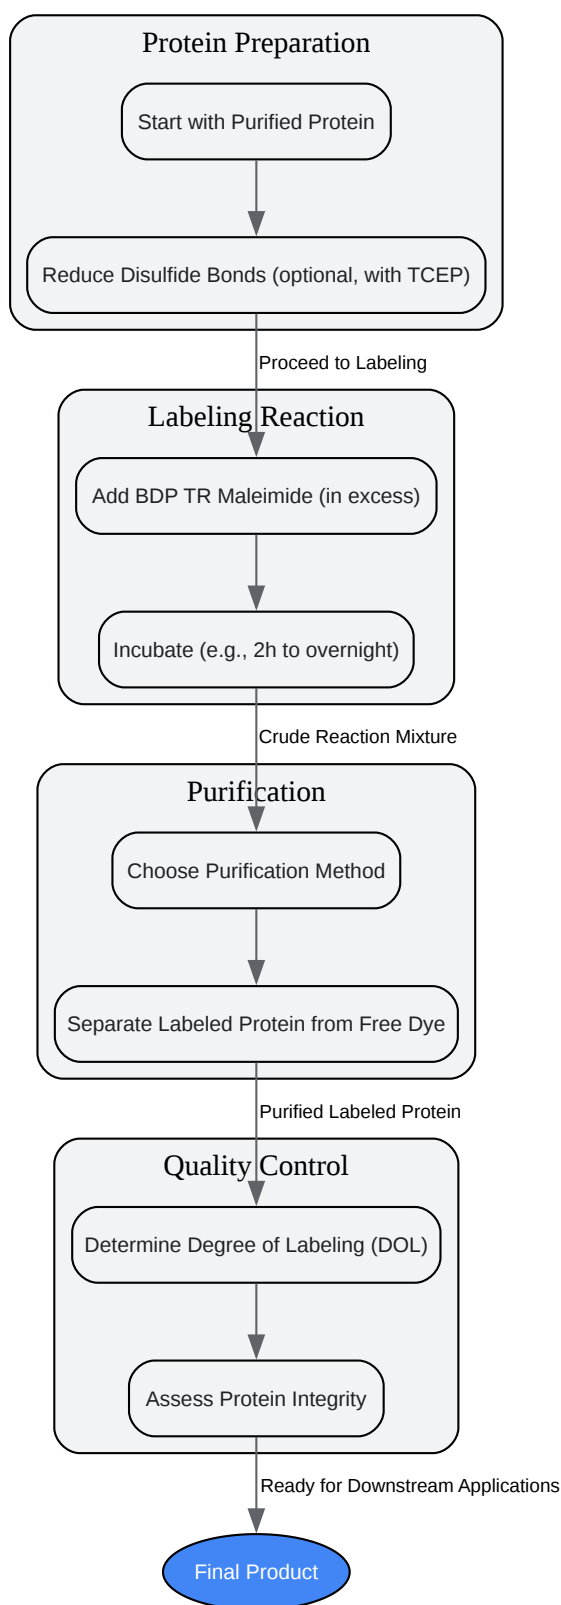 Protein Preparation
Start with Purified Protein
Reduce Disulfide Bonds (optional, with TCEP)
Proceed to Labeling
Labeling Reaction
Add BDP TR Maleimide (in excess)
Incubate (e.g., 2h to overnight)
Crude Reaction Mixture
Purification
Choose Purification Method
Separate Labeled Protein from Free Dye
Purified Labeled Protein
Quality Control
Determine Degree of Labeling (DOL)
Assess Protein Integrity
Ready for Downstream Applications
Final Product